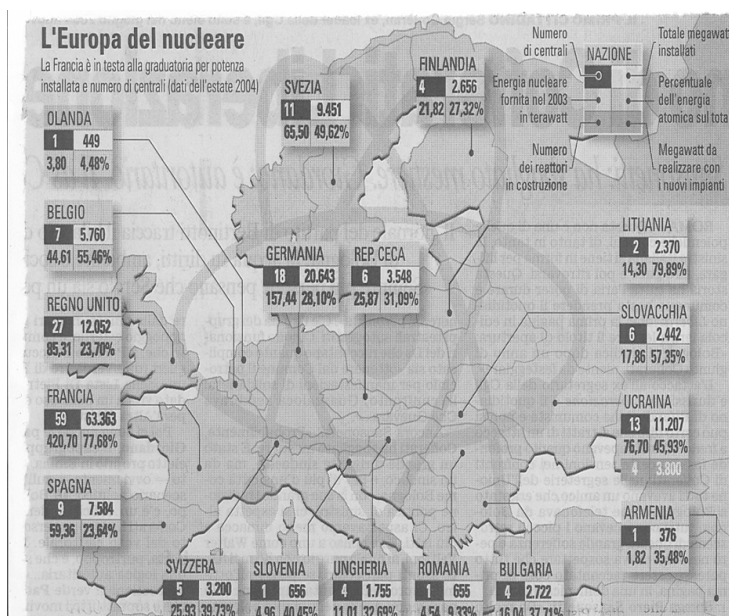 L'Europa del nucleare
La Francia è in testa alla graduatoria per potenza
installata e numero di centrali (dati dell'estate 2004)
Numero
di centrali
Totale megawatt
installati
NAZIONE
Energia nucleare
fornita nel 2003
in terawatt
Percentuale
dell'energia
atomica sul tota
Numero
dei reattori
in costruzione
Megawatt da
realizzare con
i nuovi impianti
SVEZIA
11 9.451
65,50 49,62%
FINLANDIA
4 2.656
21,82 27,32%
OLANDA
1 449
3,80 4,48%
BELGIO
7 5.760
44,61 55,46%
REGNO UNITO
27 12.052
85,31 23,70%
FRANCIA
59 63.363
420,70 77,68%
SPAGNA
9 7.584
59,36 23,64%
GERMANIA
18 20.643
157,44 28,10%
REP. CECA
6 3.548
25,87 31,09%
LITUANIA
2 2.370
14,30 79,89%
SLOVACCHIA
6 2.442
17,86 57,35%
UCRAINA
13 11.207
76,70 45,93%
4 3.800
ARMENIA
1 376
1,82 35,48%
SVIZZERA
5 3.200
25,93 39,73%
SLOVENIA
1 656
4,96 40,45%
UNGHERIA
4 1.755
11,01 32,69%
ROMANIA
1 655
4,54 9,33%
BULGARIA
4 2.722
16,04 37,71%